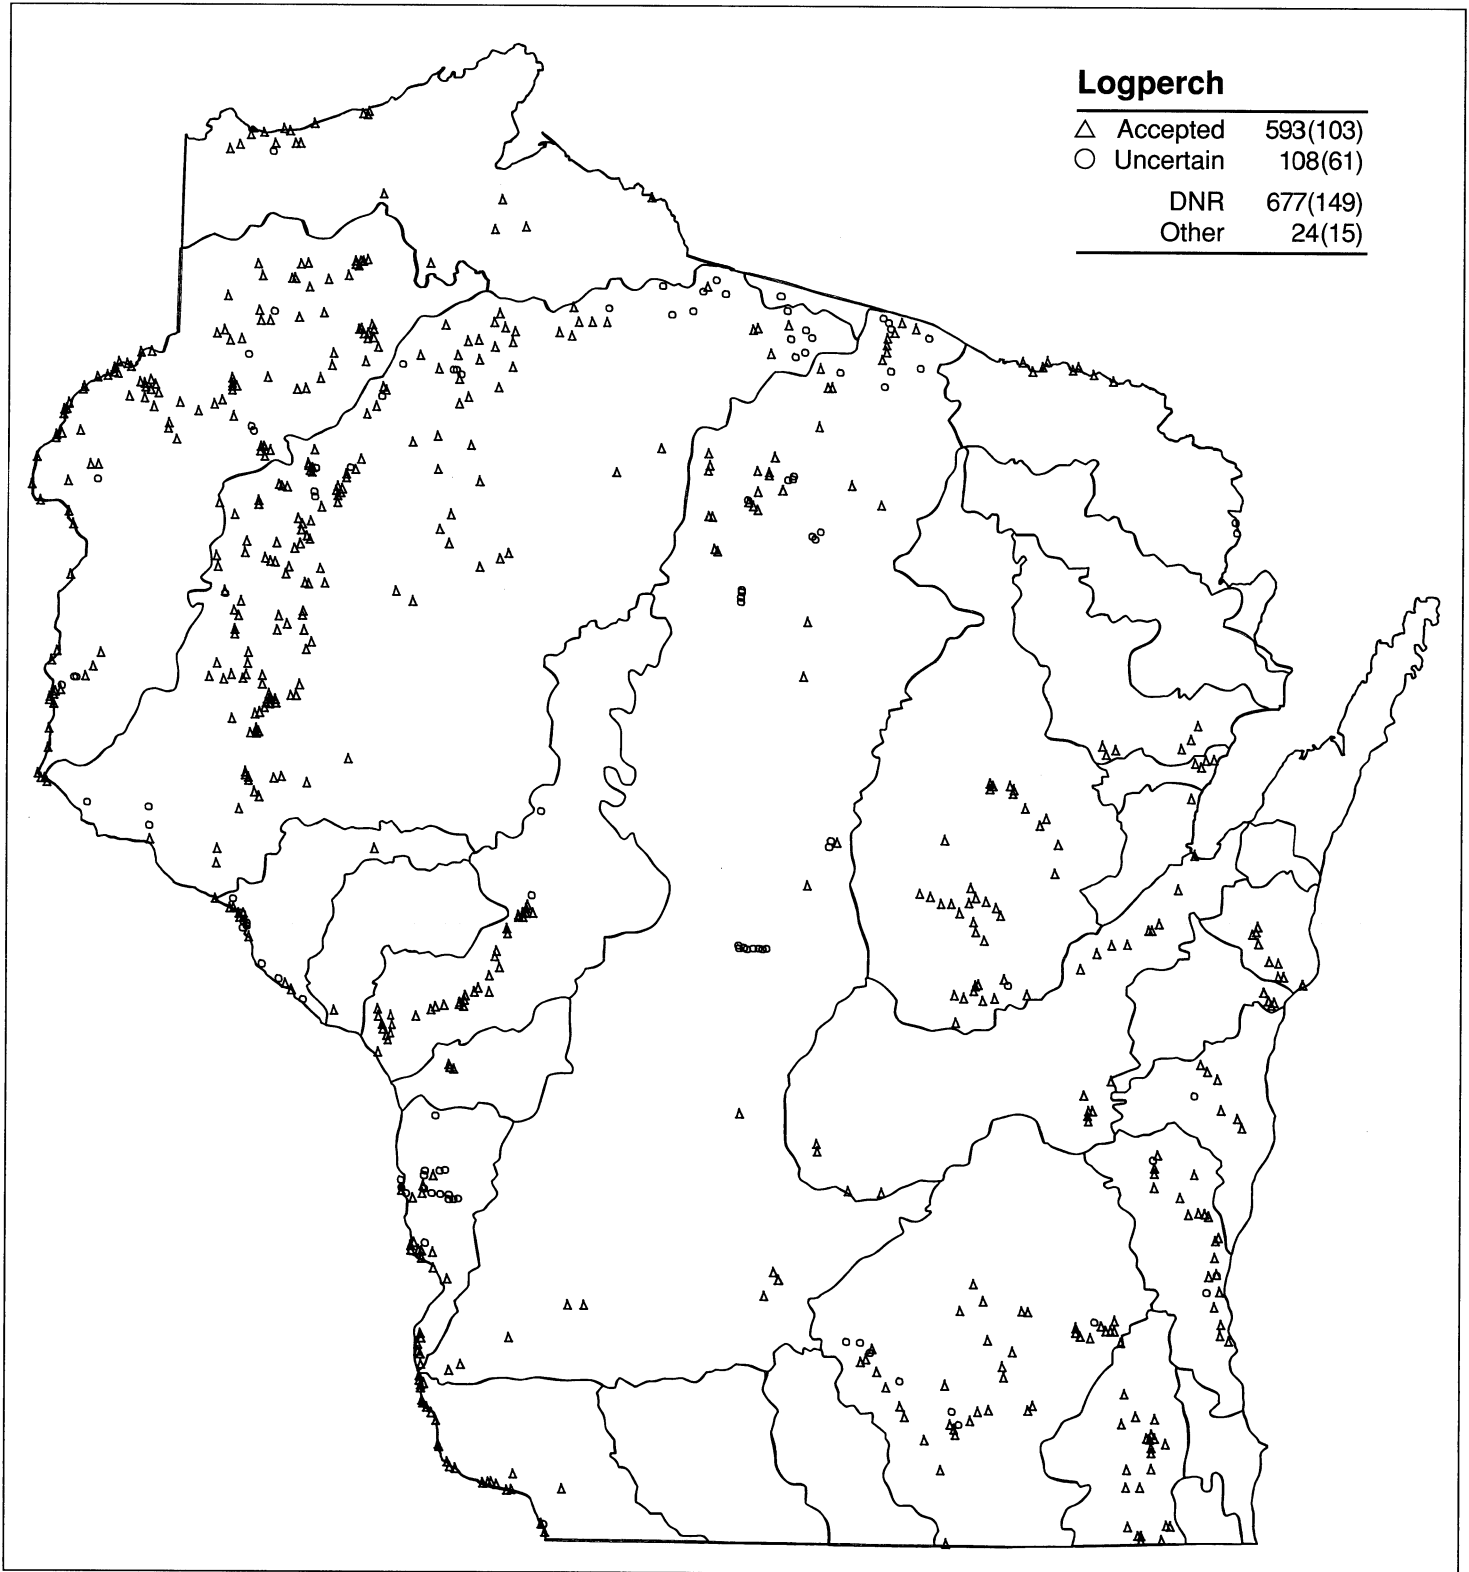 Logperch
△ Accepted 593(103)
○ Uncertain 108(61)
DNR 677(149)
Other 24(15)